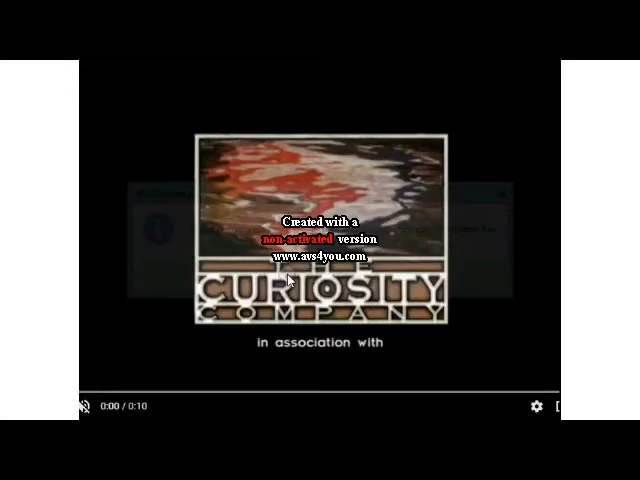 Created with a
non-activated version
www.avs4you.com
THE
CURIOSITY
COMPANY
in association with
0:00 / 0:10